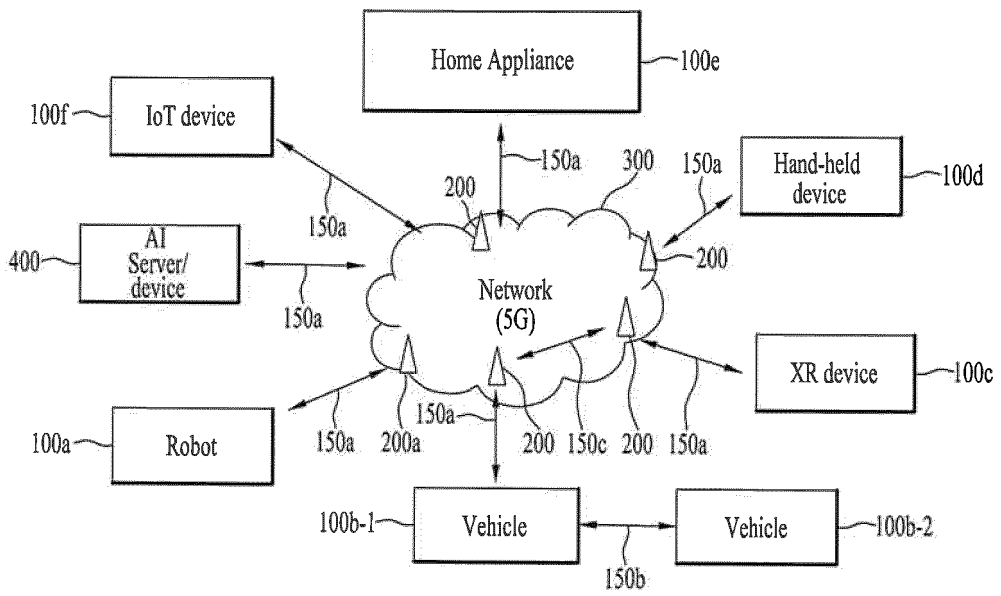 Home Appliance
100e
100f
IoT device
150a
300
150a
Hand-held
device
100d
200
150a
AI
Server/
device
400
150a
200
Network
(5G)
XR device
100c
100a
Robot
150a
200a
150a
200
150c
200
150a
100b-1
Vehicle
Vehicle
100b-2
150b